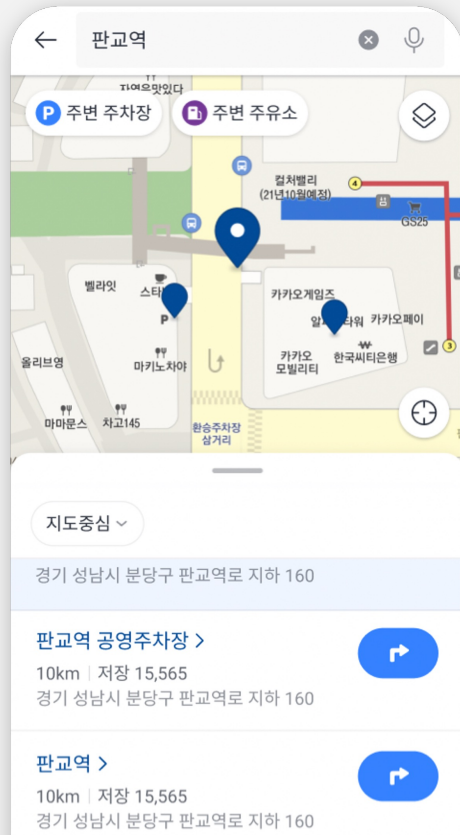 판교역
자연은맛있다
P 주변 주차장
주변 주유소
컬처밸리
(21년10월예정)
4
GS25
벨라잇
스타
P
카카오게임즈
알
타워
카카오페이
3
올리브영
마키노차야
카카오
모빌리티
₩
한국씨티은행
마마문스
차고145
환승주차장
삼거리
지도중심
경기 성남시 분당구 판교역로 지하 160
판교역 공영주차장 >
10km | 저장 15,565
경기 성남시 분당구 판교역로 지하 160
판교역 >
10km | 저장 15,565
경기 성남시 분당구 판교역로 지하 160